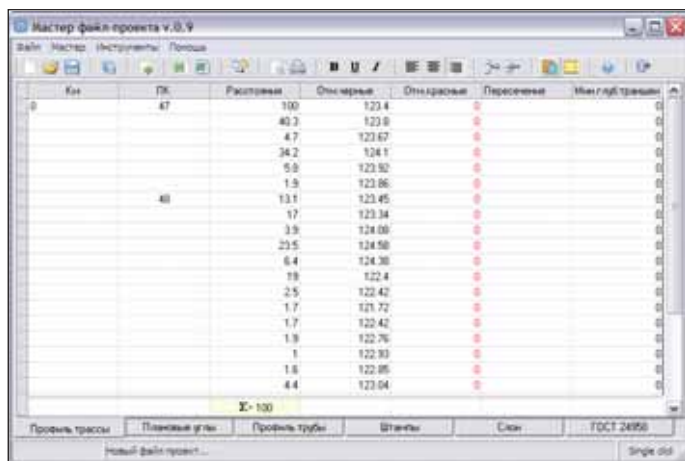 Мастер файл-проекта v.0.9
Файл Мастер Инструменты Помощь
Км ПК Расстояние Отм.черные Отм.красные Пересечение Мин.глуб.траншеи
0 47 100 123.4 0 0
40.3 123.8 0 0
4.7 123.67 0 0
34.2 124.1 0 0
5.9 123.92 0 0
1.9 123.86 0 0
48 13.1 123.45 0 0
17 123.34 0 0
3.9 124.08 0 0
23.5 124.58 0 0
6.4 124.38 0 0
19 122.4 0 0
2.5 122.42 0 0
1.7 121.72 0 0
1.7 122.42 0 0
1.9 122.76 0 0
1 122.93 0 0
1.6 122.85 0 0
4.4 123.04 0 0
Σ= 100
Профиль трассы Плановые углы Профиль трубы Штампы Слои ГОСТ 24950
Новый файл проект...